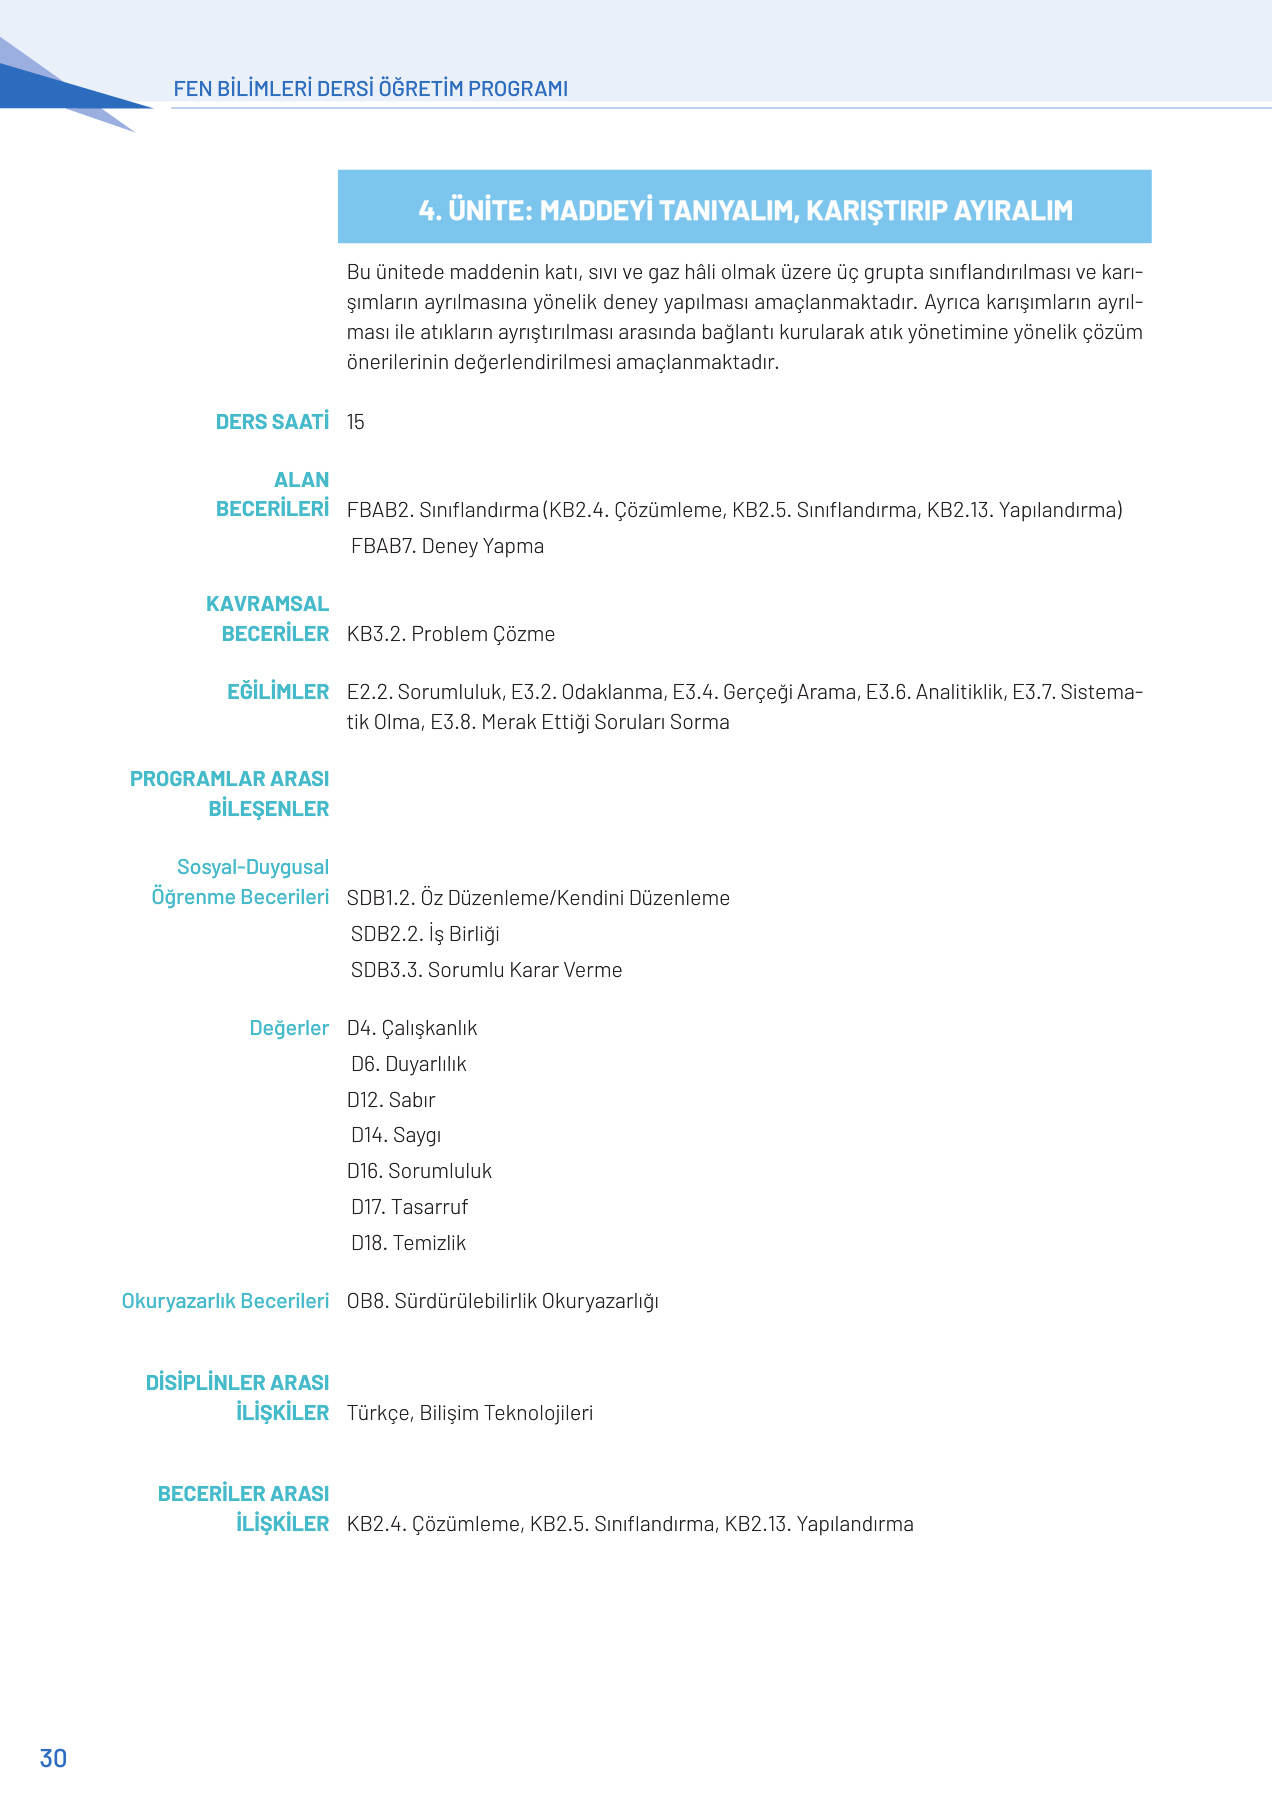 FEN BİLİMLERİ DERSİ ÖĞRETİM PROGRAMI
4. ÜNİTE: MADDEYİ TANIYALIM, KARIŞTIRIP AYIRALIM
Bu ünitede maddenin katı, sıvı ve gaz hâli olmak üzere üç grupta sınıflandırılması ve karı-
şımların ayrılmasına yönelik deney yapılması amaçlanmaktadır. Ayrıca karışımların ayrıl-
ması ile atıkların ayrıştırılması arasında bağlantı kurularak atık yönetimine yönelik çözüm
önerilerinin değerlendirilmesi amaçlanmaktadır.
DERS SAATİ 15
ALAN
BECERİLERİ FBAB2. Sınıflandırma (KB2.4. Çözümleme, KB2.5. Sınıflandırma, KB2.13. Yapılandırma)
FBAB7. Deney Yapma
KAVRAMSAL
BECERİLER KB3.2. Problem Çözme
EĞİLİMLER E2.2. Sorumluluk, E3.2. Odaklanma, E3.4. Gerçeği Arama, E3.6. Analitiklik, E3.7. Sistema-
tik Olma, E3.8. Merak Ettiği Soruları Sorma
PROGRAMLAR ARASI
BİLEŞENLER
Sosyal-Duygusal
Öğrenme Becerileri SDB1.2. Öz Düzenleme/Kendini Düzenleme
SDB2.2. İş Birliği
SDB3.3. Sorumlu Karar Verme
Değerler D4. Çalışkanlık
D6. Duyarlılık
D12. Sabır
D14. Saygı
D16. Sorumluluk
D17. Tasarruf
D18. Temizlik
Okuryazarlık Becerileri OB8. Sürdürülebilirlik Okuryazarlığı
DİSİPLİNLER ARASI
İLİŞKİLER Türkçe, Bilişim Teknolojileri
BECERİLER ARASI
İLİŞKİLER KB2.4. Çözümleme, KB2.5. Sınıflandırma, KB2.13. Yapılandırma
30